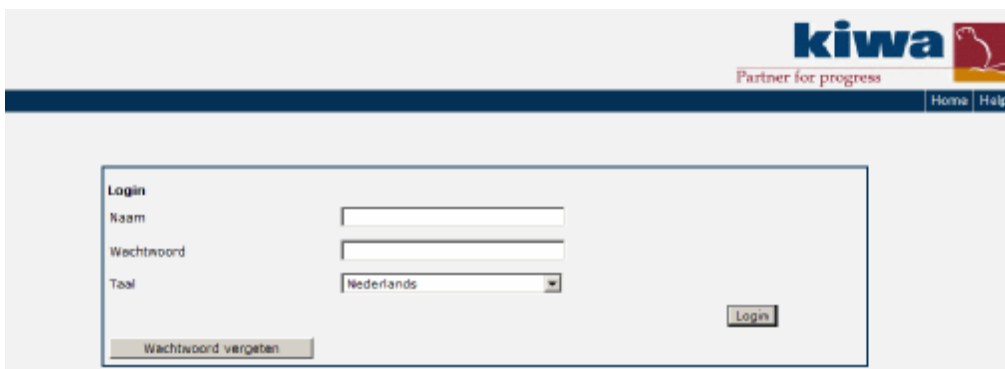 kiwa
Partner for progress
Home Help
Login
Naam
Wachtwoord
Taal Nederlands
Login
Wachtwoord vergeten